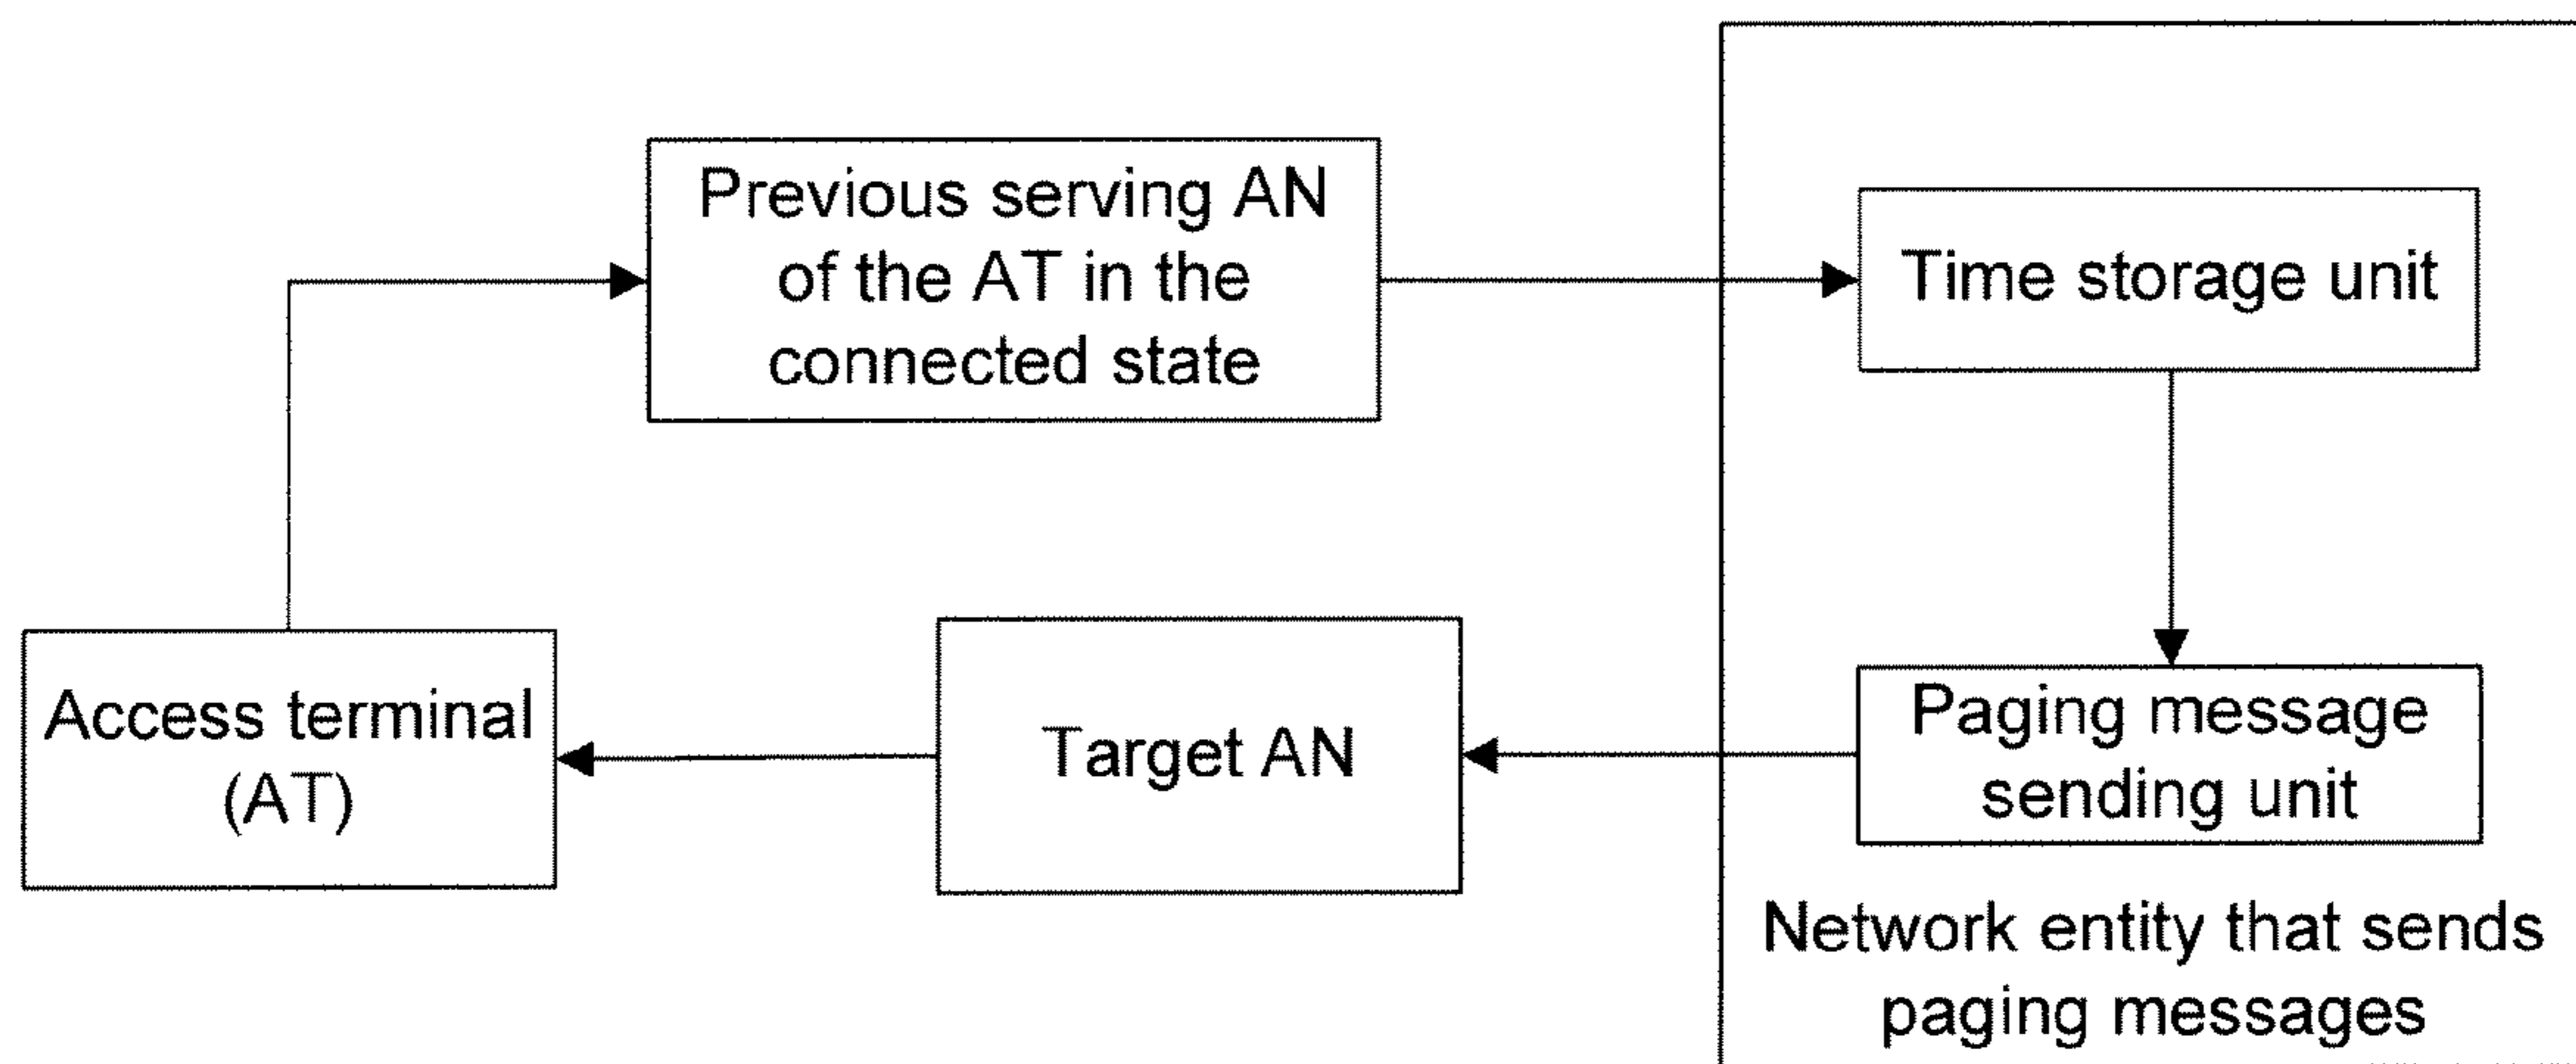 Previous serving AN
of the AT in the
connected state
Time storage unit
Access terminal
(AT)
Target AN
Paging message
sending unit
Network entity that sends
paging messages